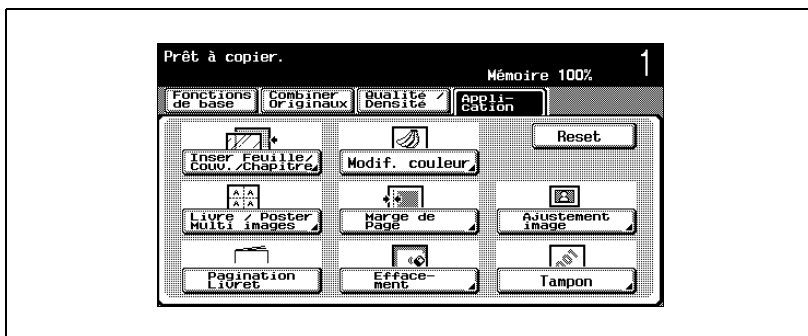 Prêt à copier.
1
Mémoire 100%
Fonctions
de base
Combiner
Originaux
Qualité /
Densité
Appli-
cation
Reset
Inser Feuille/
Couv./Chapitre
Modif. couleur
Livre / Poster
Multi images
Marge de
Page
Ajustement
image
Pagination
Livret
Efface-
ment
Tampon